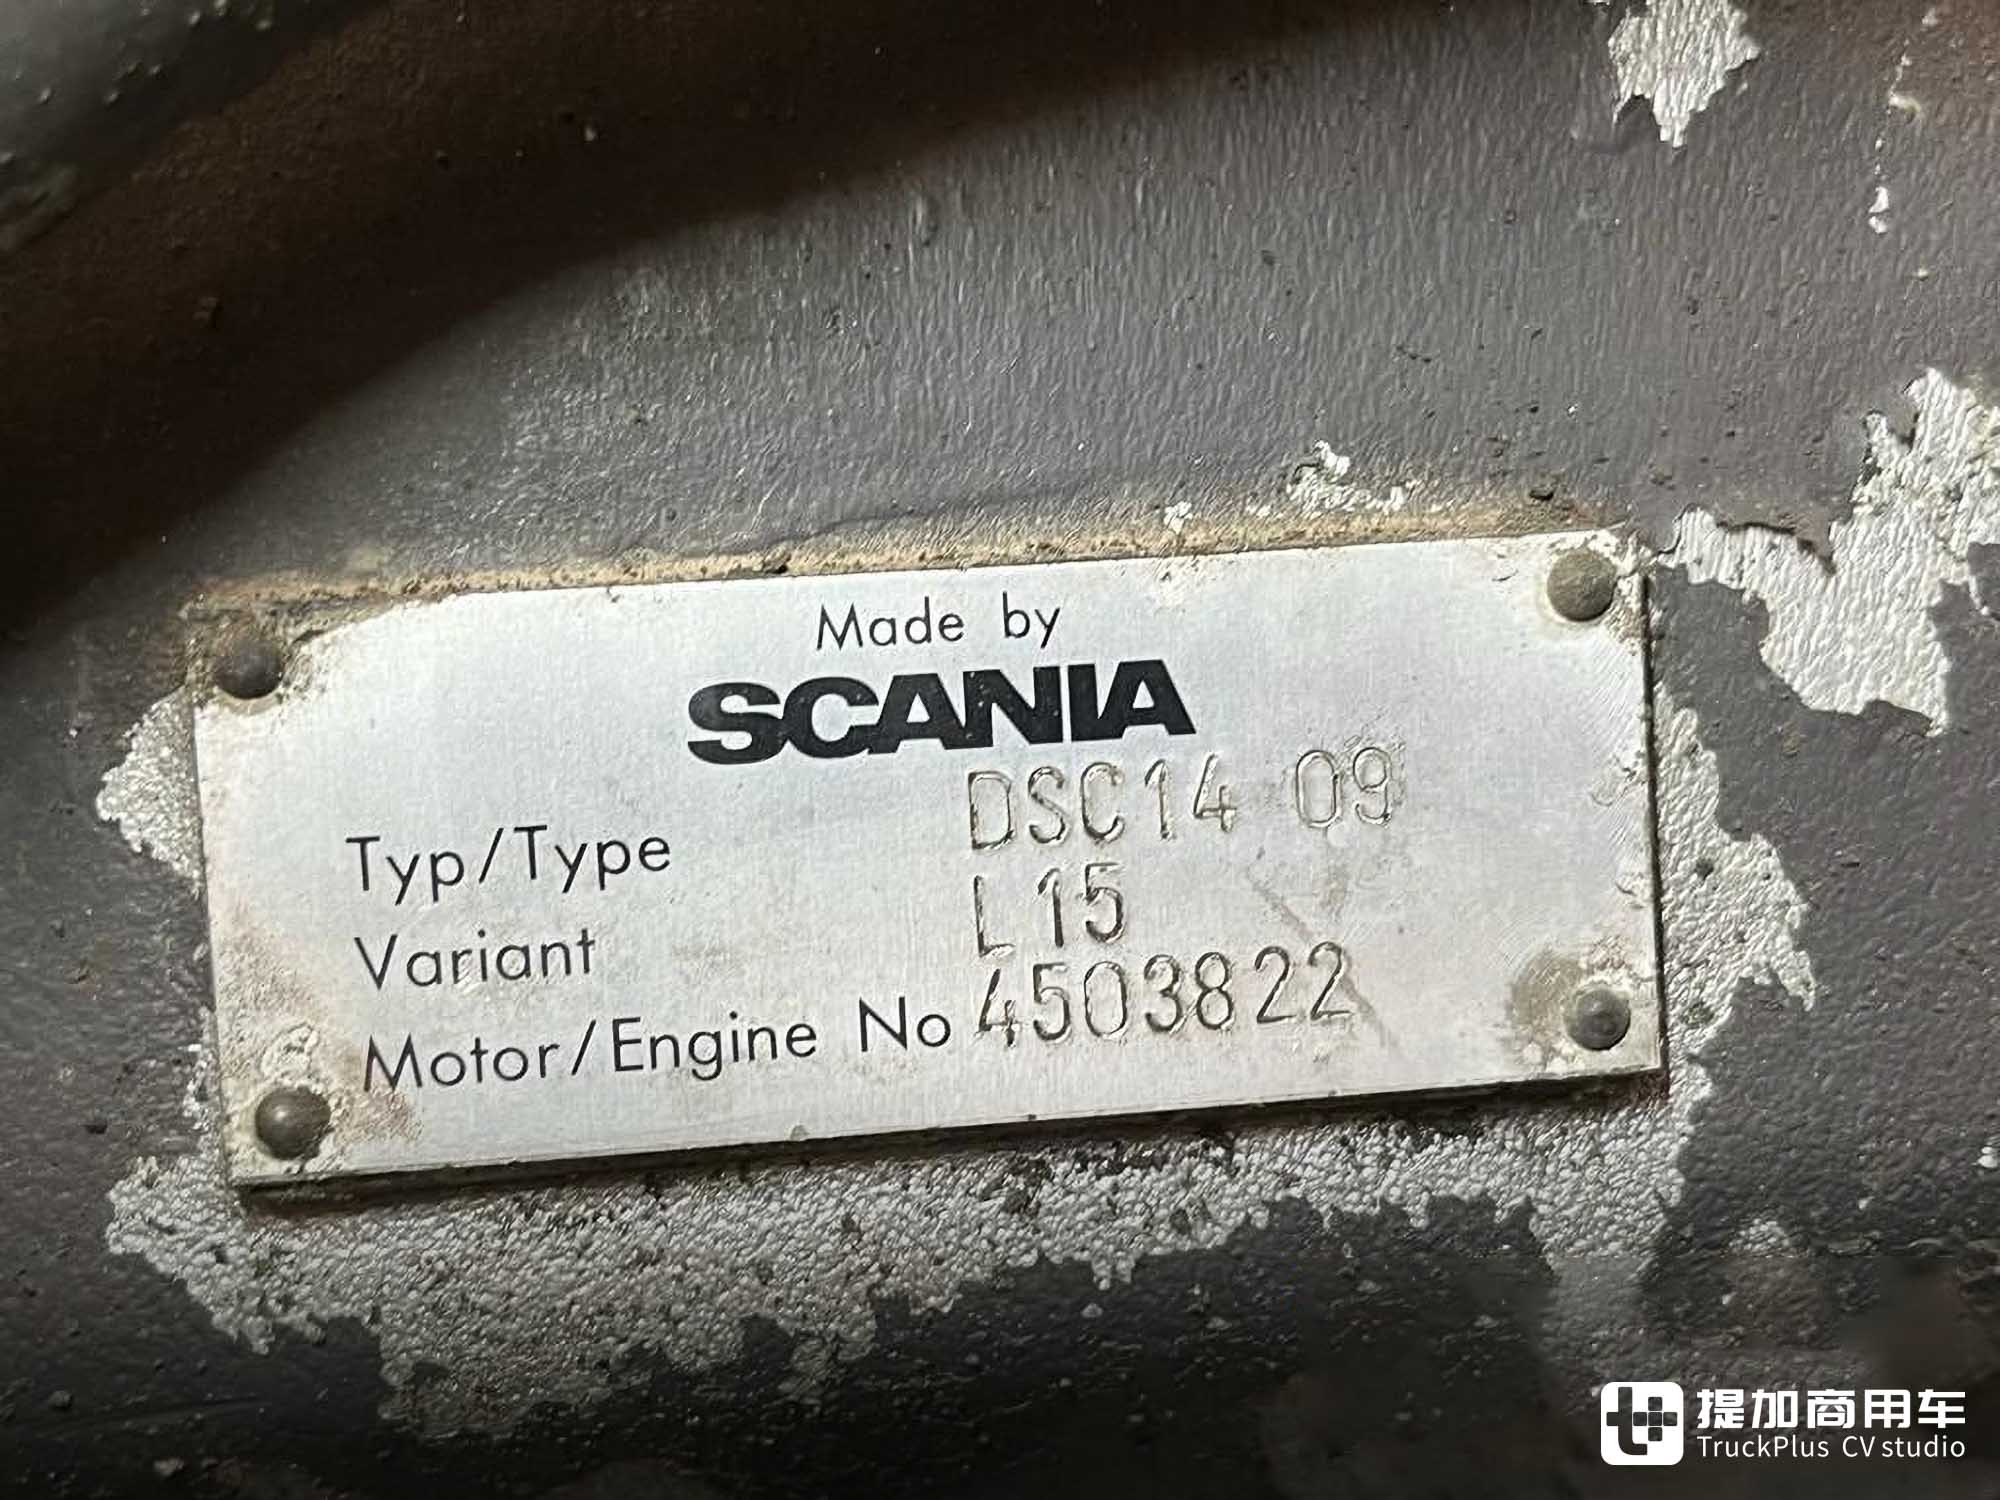 Made by
SCANIA
Typ/Type DSC14 09
Variant L 15
Motor/Engine No 4503822
提加商用车
TruckPlus CV studio